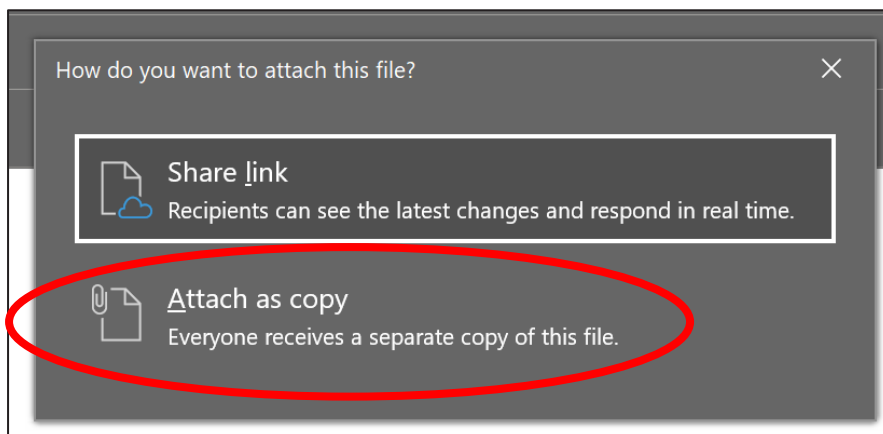 How do you want to attach this file?
Share link
Recipients can see the latest changes and respond in real time.
Attach as copy
Everyone receives a separate copy of this file.